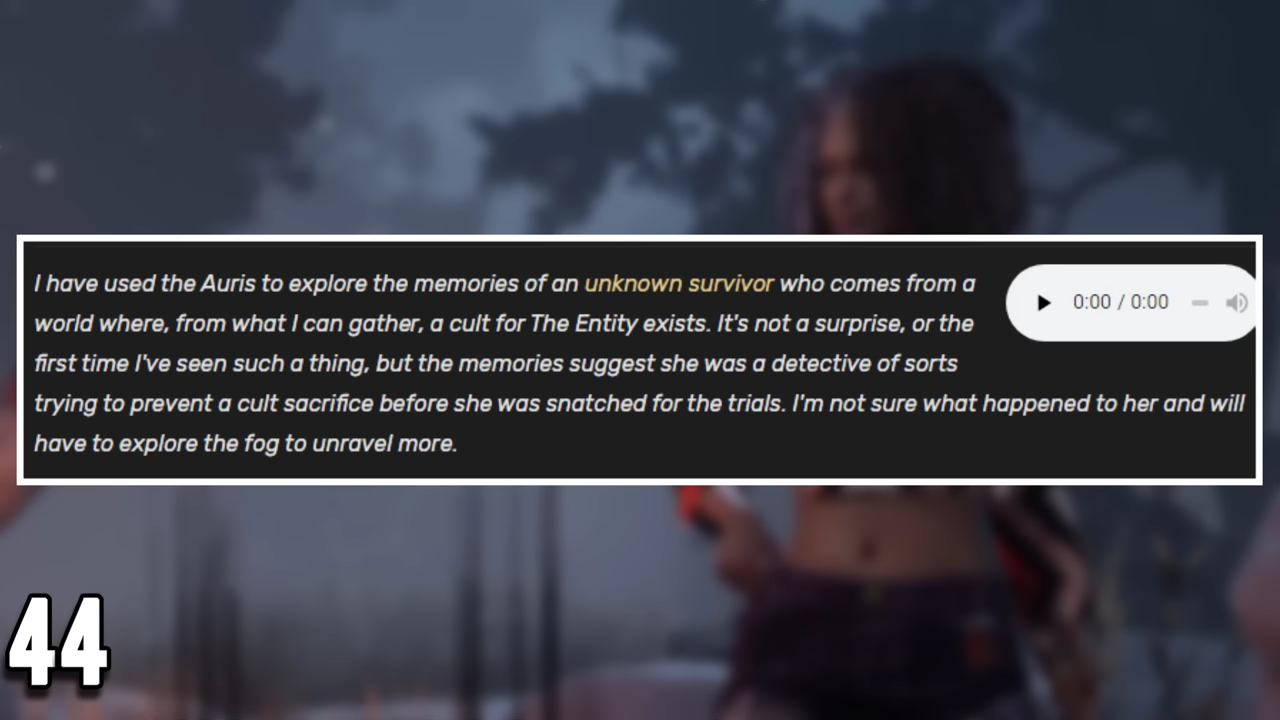 I have used the Auris to explore the memories of an unknown survivor who comes from a
world where, from what I can gather, a cult for The Entity exists. It's not a surprise, or the
first time I've seen such a thing, but the memories suggest she was a detective of sorts
trying to prevent a cult sacrifice before she was snatched for the trials. I'm not sure what happened to her and will
have to explore the fog to unravel more.
0:00 / 0:00
44